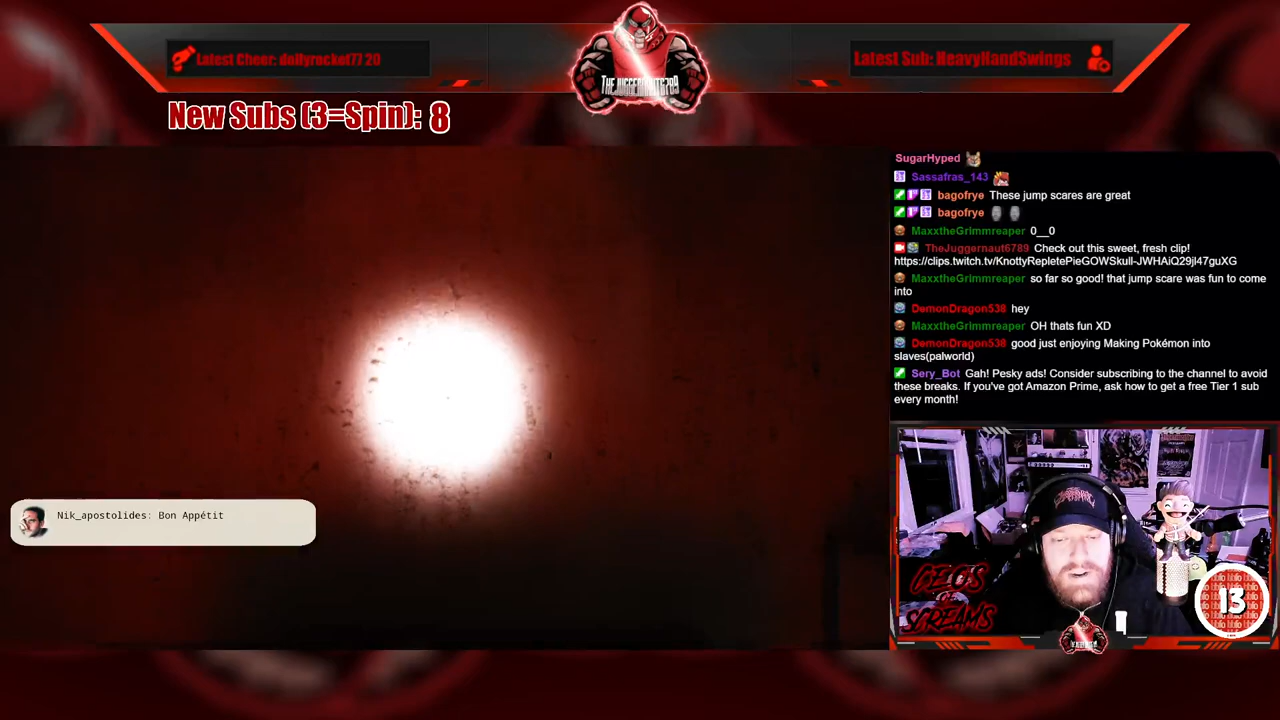 Latest Cheer: dollyrocket77 20
THEJUGGERNAUT6789
Latest Sub: HeavyHandSwings
New Subs (3=Spin): 8
SugarHyped
Sassafras_143
bagofrye These jump scares are great
bagofrye
MaxxtheGrimmreaper 0__0
TheJuggernaut6789 Check out this sweet, fresh clip!
https://clips.twitch.tv/KnottyRepletePieGOWSkull-JWHAiQ29jl47guXG
MaxxtheGrimmreaper so far so good! that jump scare was fun to come
into
DemonDragon538 hey
MaxxtheGrimmreaper OH thats fun XD
DemonDragon538 good just enjoying Making Pokémon into
slaves(palworld)
Sery_Bot Gah! Pesky ads! Consider subscribing to the channel to avoid
these breaks. If you've got Amazon Prime, ask how to get a free Tier 1 sub
every month!
Nik_apostolides: Bon Appétit
SCREAMS
13